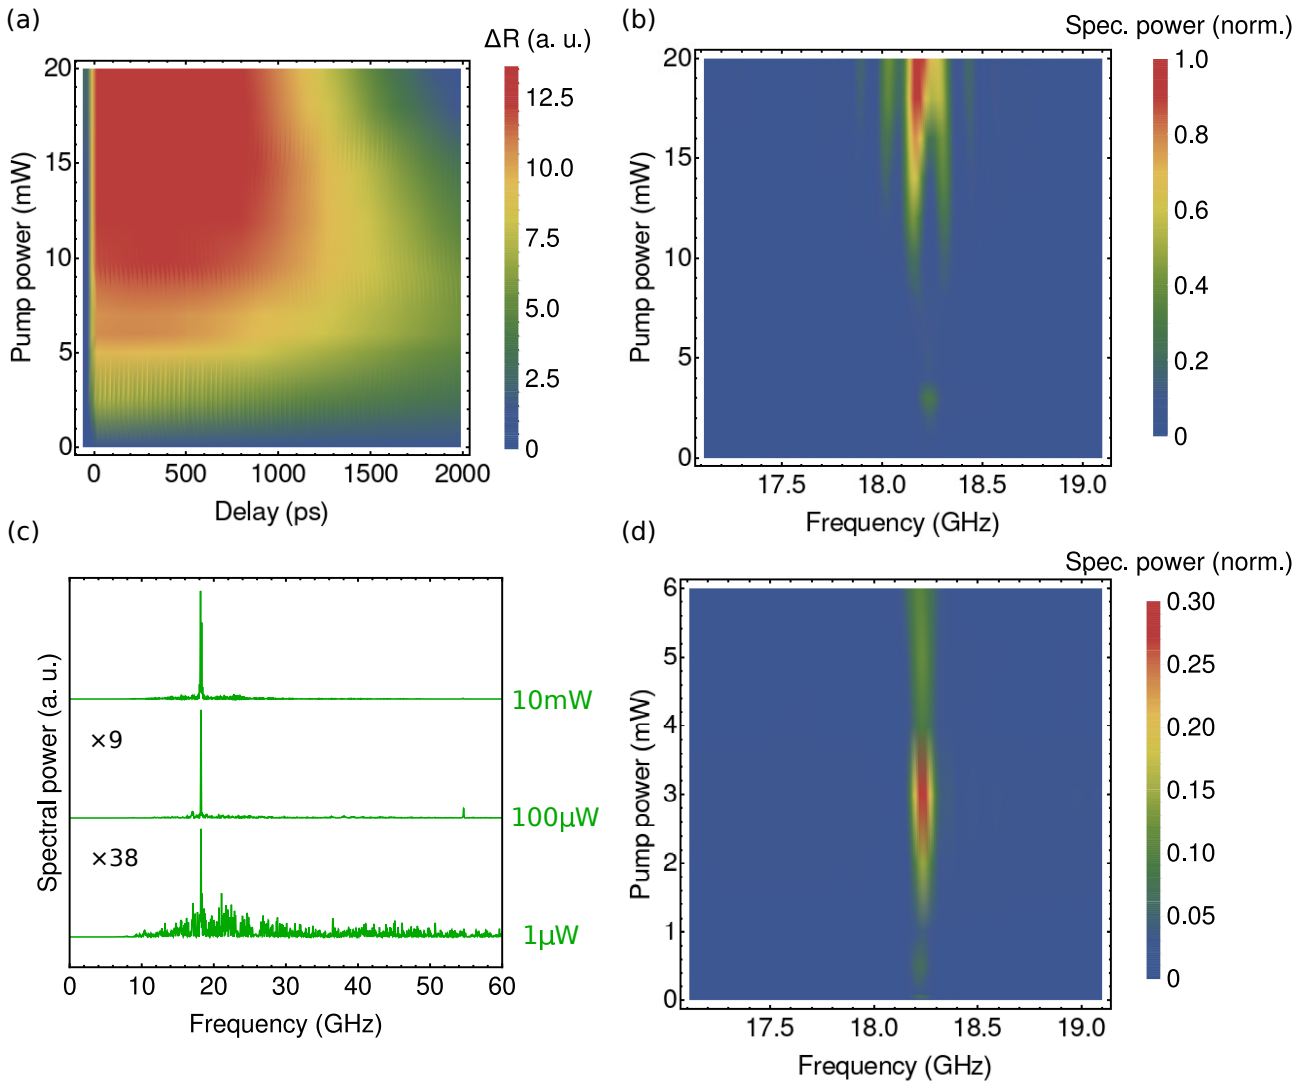 (a)
ΔR (a. u.)
20
15
10
5
0
Pump power (mW)
0 500 1000 1500 2000
Delay (ps)
12.5
10.0
7.5
5.0
2.5
0
(b)
Spec. power (norm.)
20
15
10
5
0
Pump power (mW)
17.5 18.0 18.5 19.0
Frequency (GHz)
1.0
0.8
0.6
0.4
0.2
0
(c)
Spectral power (a. u.)
10mW
×9
100μW
×38
1μW
0 10 20 30 40 50 60
Frequency (GHz)
(d)
Spec. power (norm.)
6
5
4
3
2
1
0
Pump power (mW)
17.5 18.0 18.5 19.0
Frequency (GHz)
0.30
0.25
0.20
0.15
0.10
0.05
0